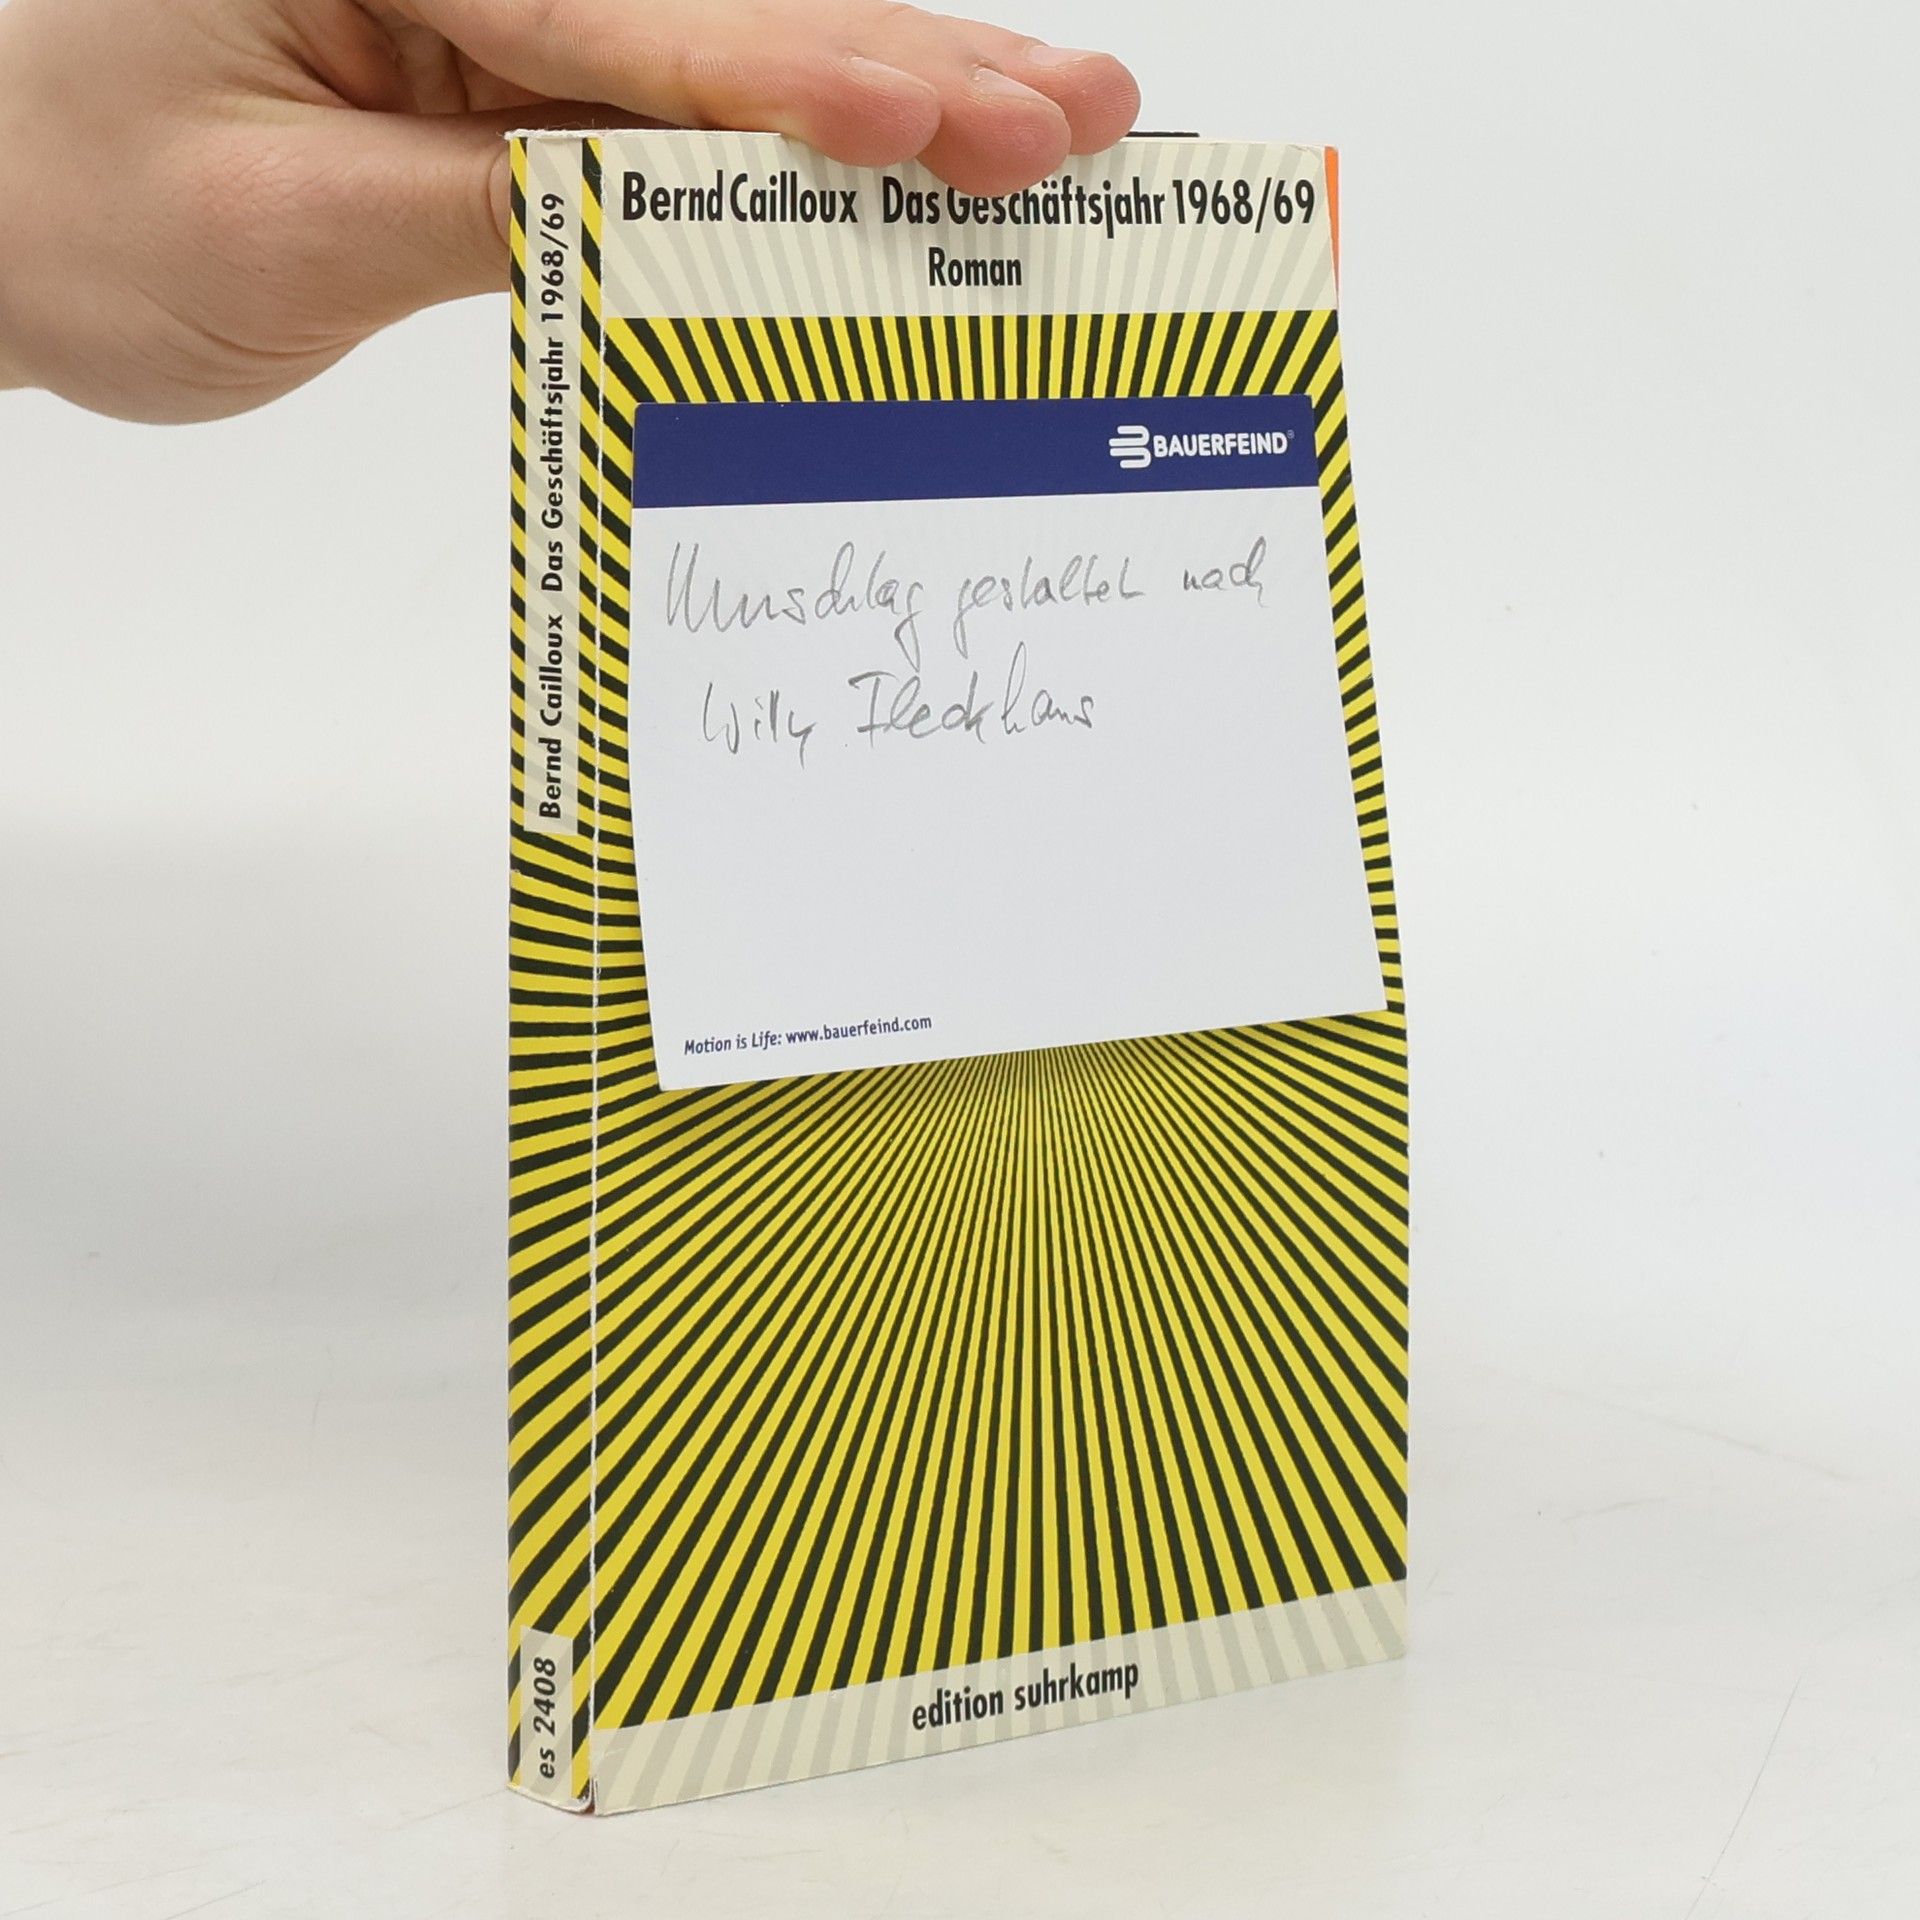 Bernd Cailloux Das Geschäftsjahr 1968/69
Roman
BAUERFEIND®
Umschlag gestaltet nach
Willy Fleckhaus
Motion is Life: www.bauerfeind.com
edition suhrkamp
Bernd Cailloux Das Geschäftsjahr 1968/69
es 2408